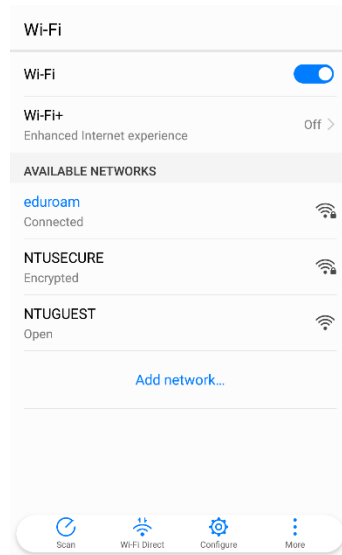 Wi-Fi
Wi-Fi
Wi-Fi+
Enhanced Internet experience
Off
AVAILABLE NETWORKS
eduroam
Connected
NTUSECURE
Encrypted
NTUGUEST
Open
Add network...
Scan
Wi-Fi Direct
Configure
More